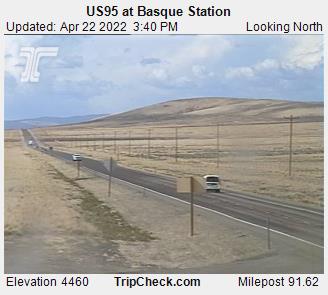 US95 at Basque Station
Updated: Apr 22 2022 3:40 PM Looking North
Elevation 4460 TripCheck.com Milepost 91.62